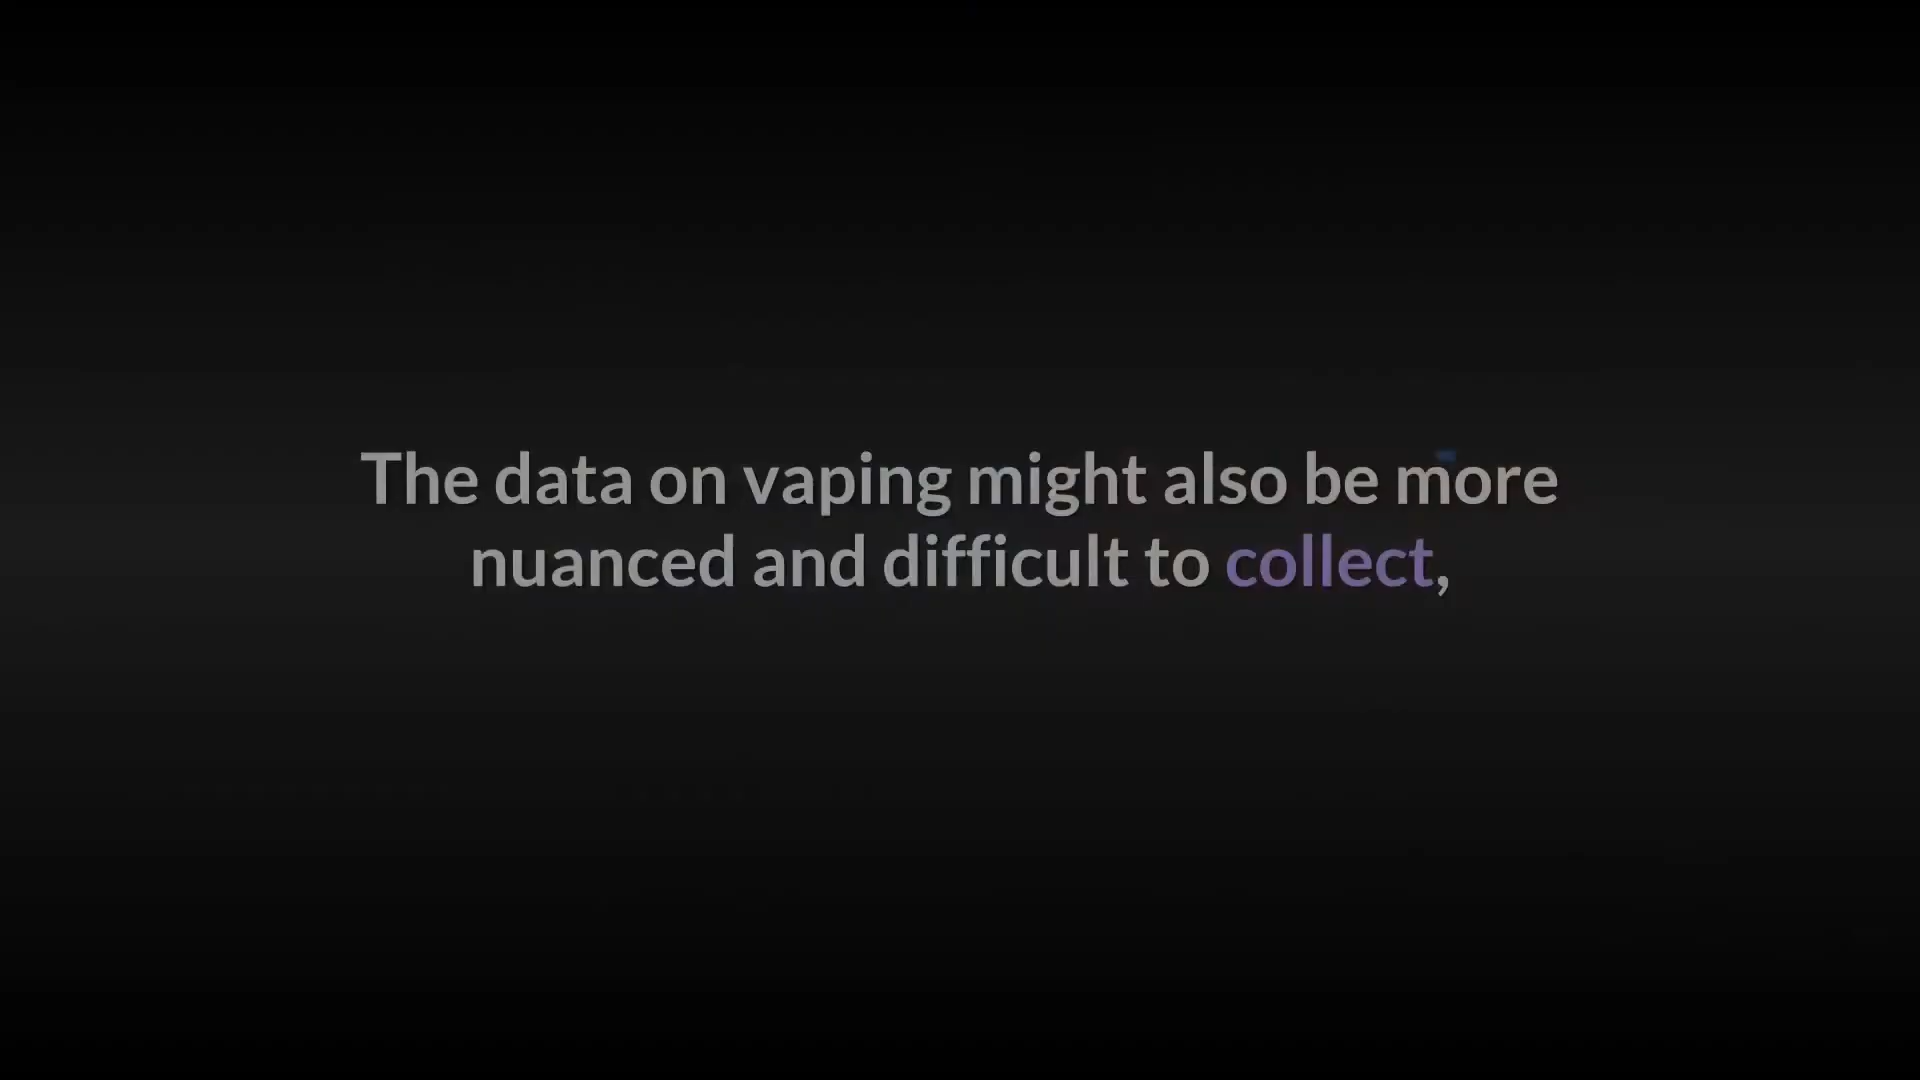 The data on vaping might also be more
nuanced and difficult to collect,